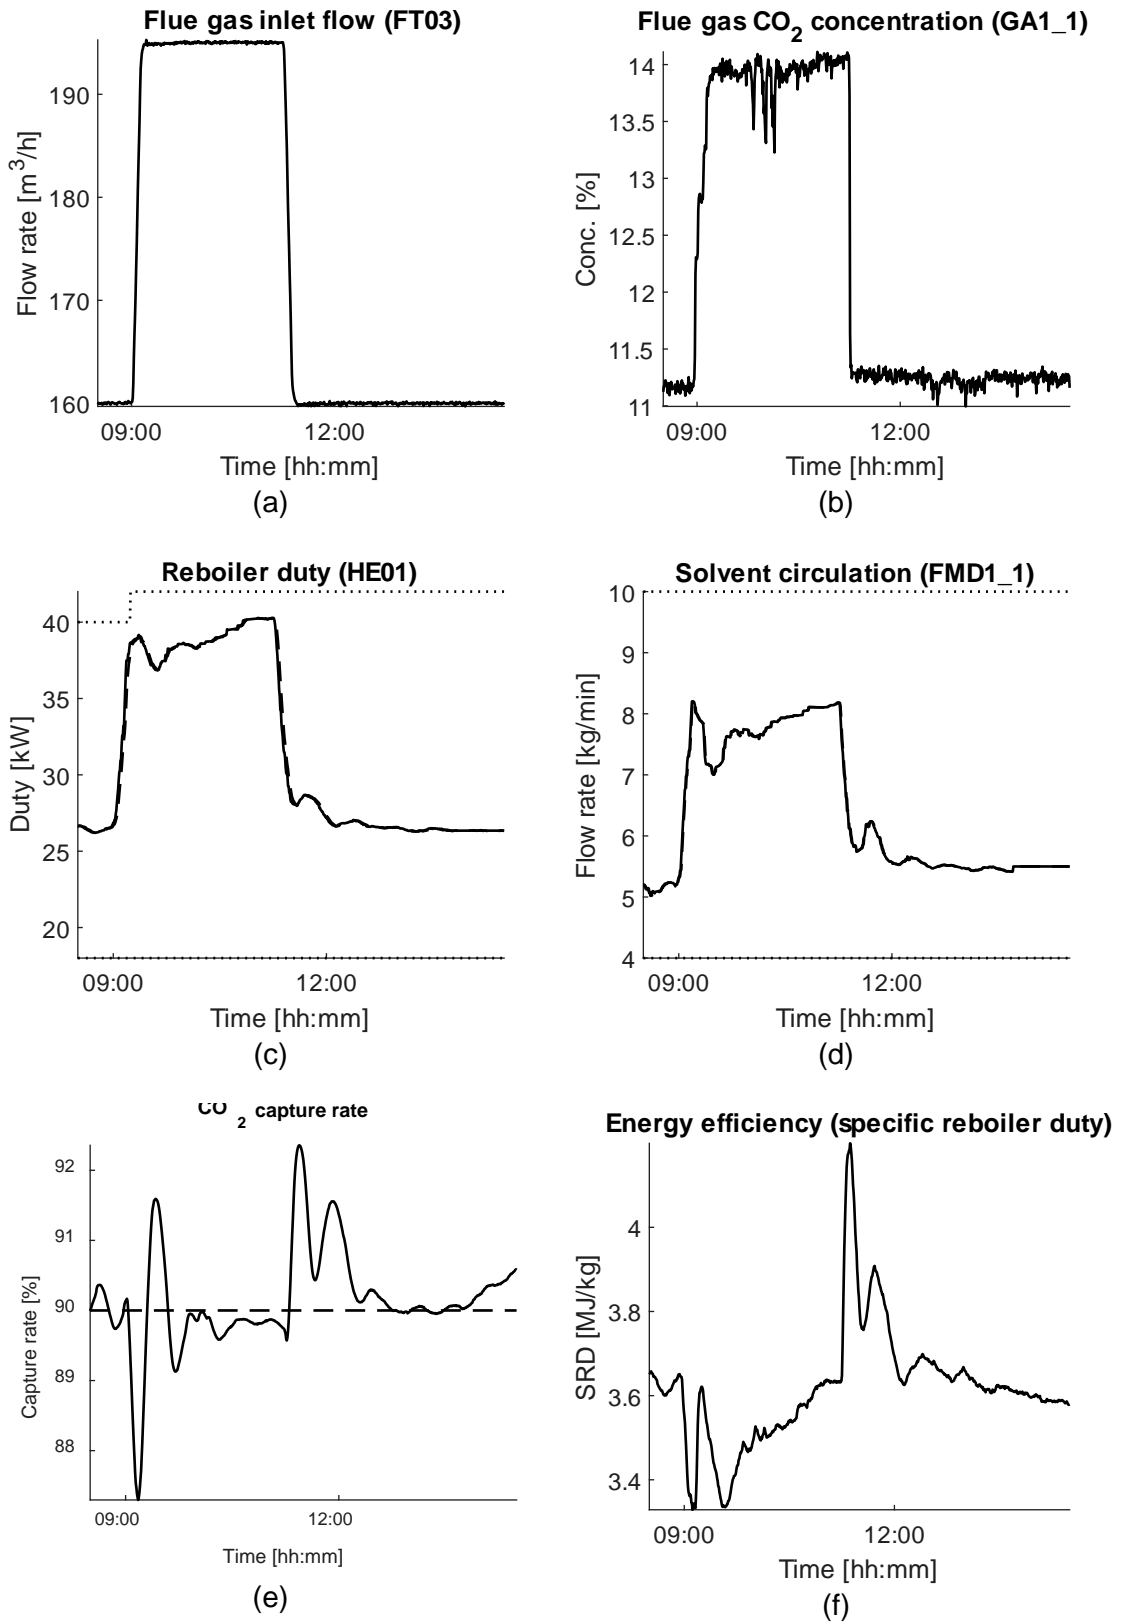 Flue gas inlet flow (FT03)
Flow rate [m³/h]
190
180
170
160
09:00 12:00
Time [hh:mm]
(a)
Flue gas CO₂ concentration (GA1_1)
Conc. [%]
14
13.5
13
12.5
12
11.5
11
09:00 12:00
Time [hh:mm]
(b)
Reboiler duty (HE01)
Duty [kW]
40
35
30
25
20
09:00 12:00
Time [hh:mm]
(c)
Solvent circulation (FMD1_1)
Flow rate [kg/min]
10
9
8
7
6
5
4
09:00 12:00
Time [hh:mm]
(d)
CO₂ capture rate
Capture rate [%]
92
91
90
89
88
09:00 12:00
Time [hh:mm]
(e)
Energy efficiency (specific reboiler duty)
SRD [MJ/kg]
4
3.8
3.6
3.4
09:00 12:00
Time [hh:mm]
(f)